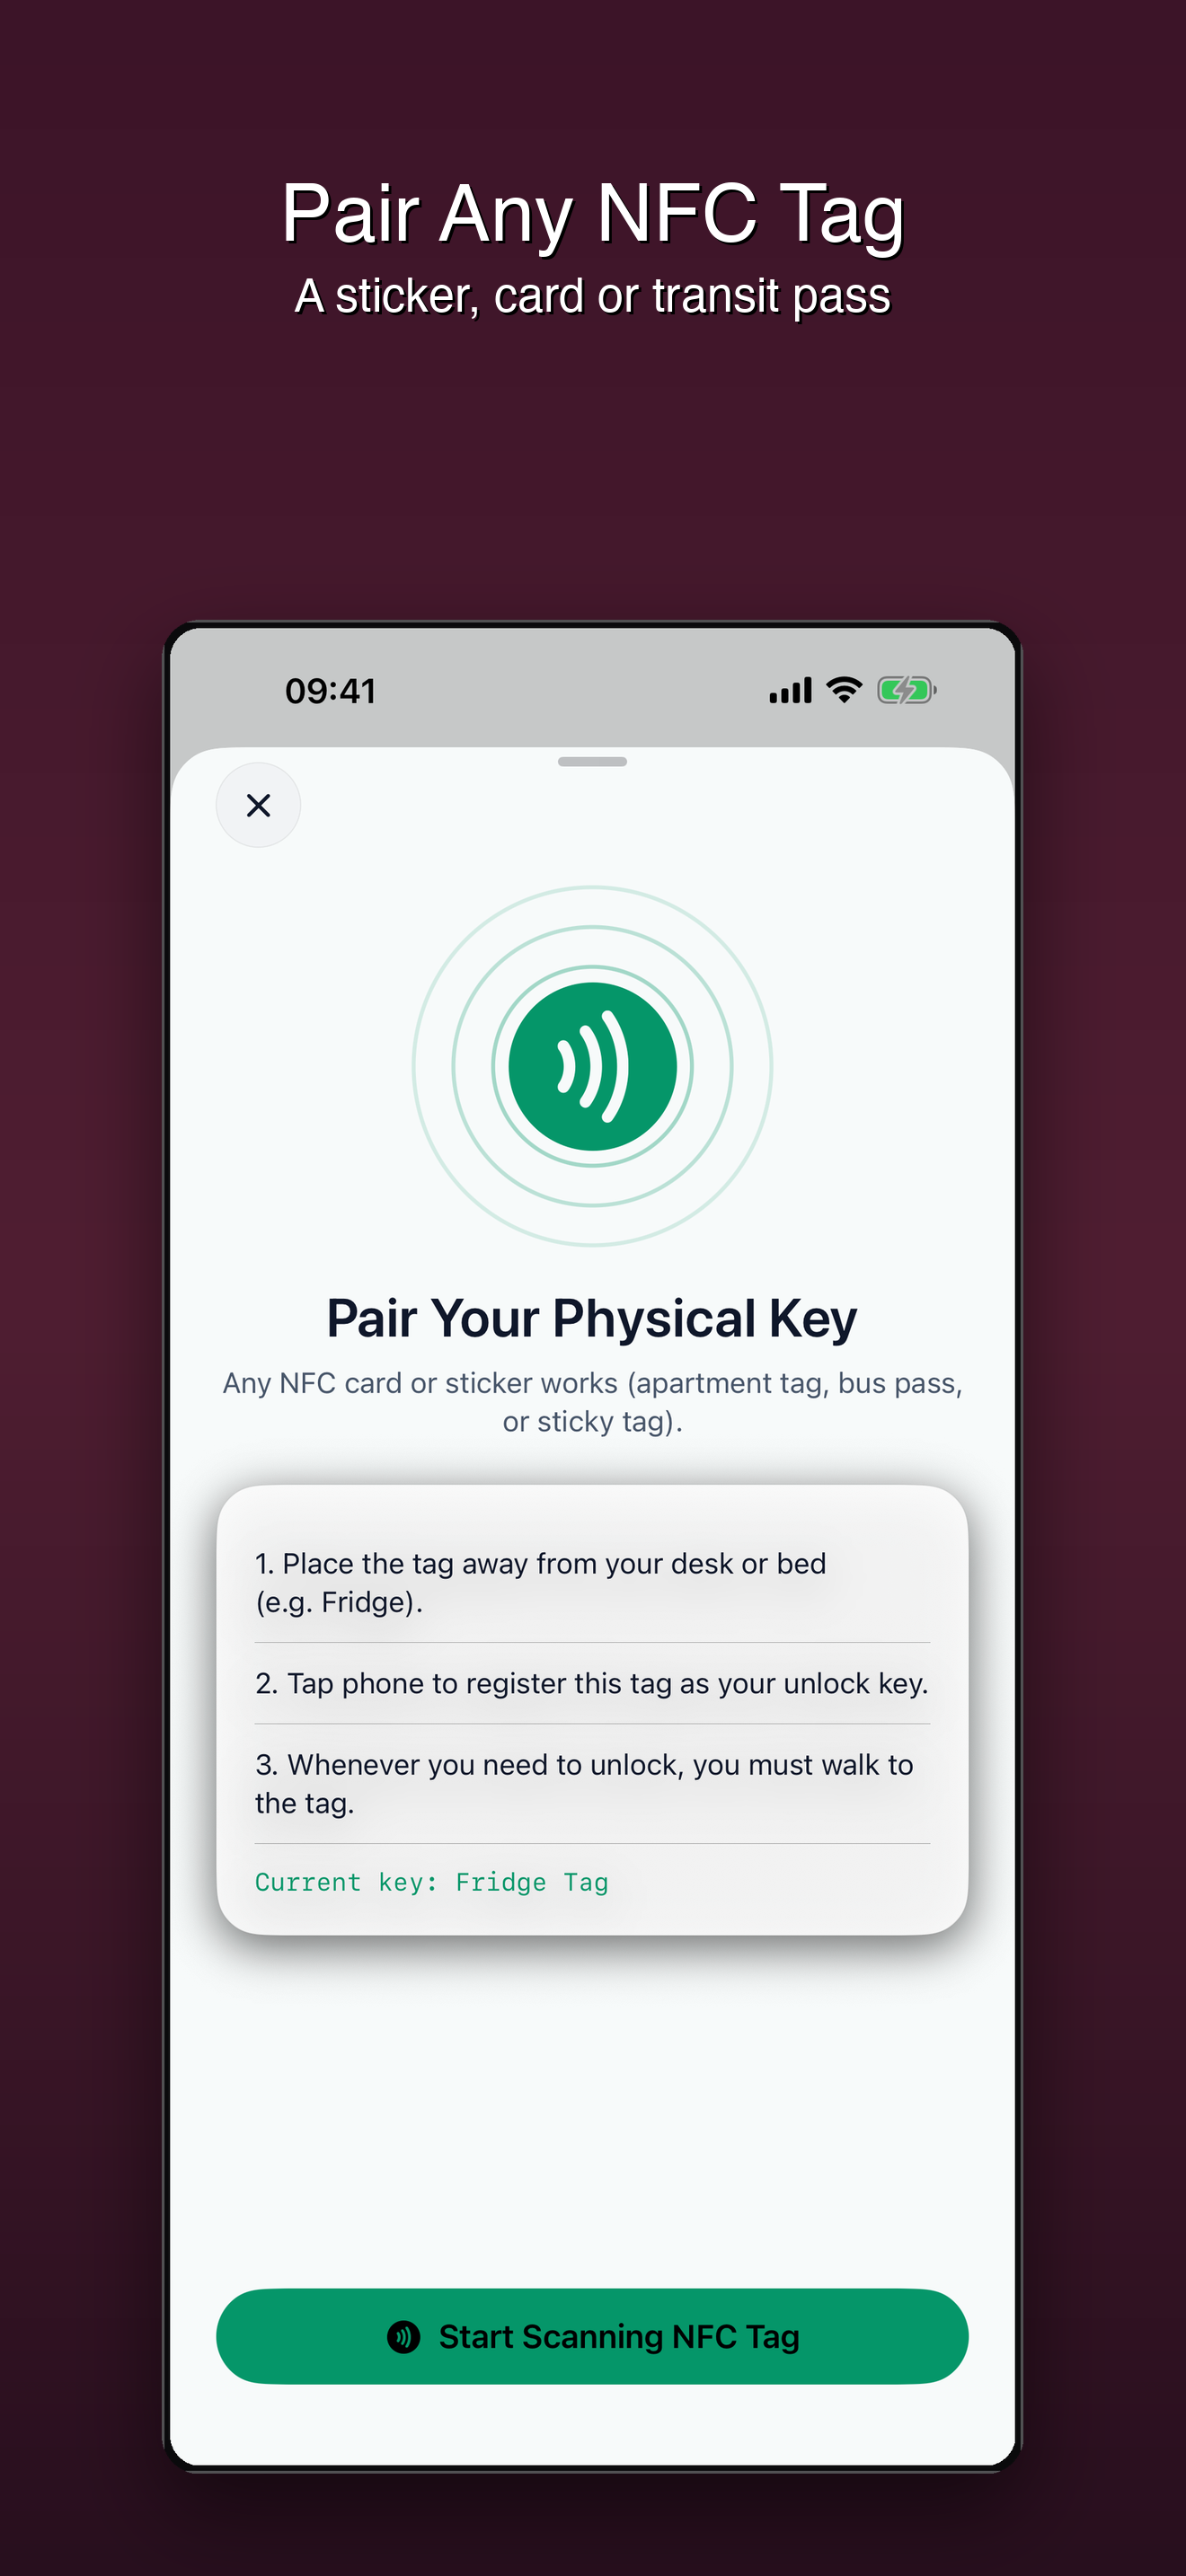 Pair Any NFC Tag
A sticker, card or transit pass
09:41
Pair Your Physical Key
Any NFC card or sticker works (apartment tag, bus pass,
or sticky tag).
1. Place the tag away from your desk or bed
(e.g. Fridge).
2. Tap phone to register this tag as your unlock key.
3. Whenever you need to unlock, you must walk to
the tag.
Current key: Fridge Tag
Start Scanning NFC Tag